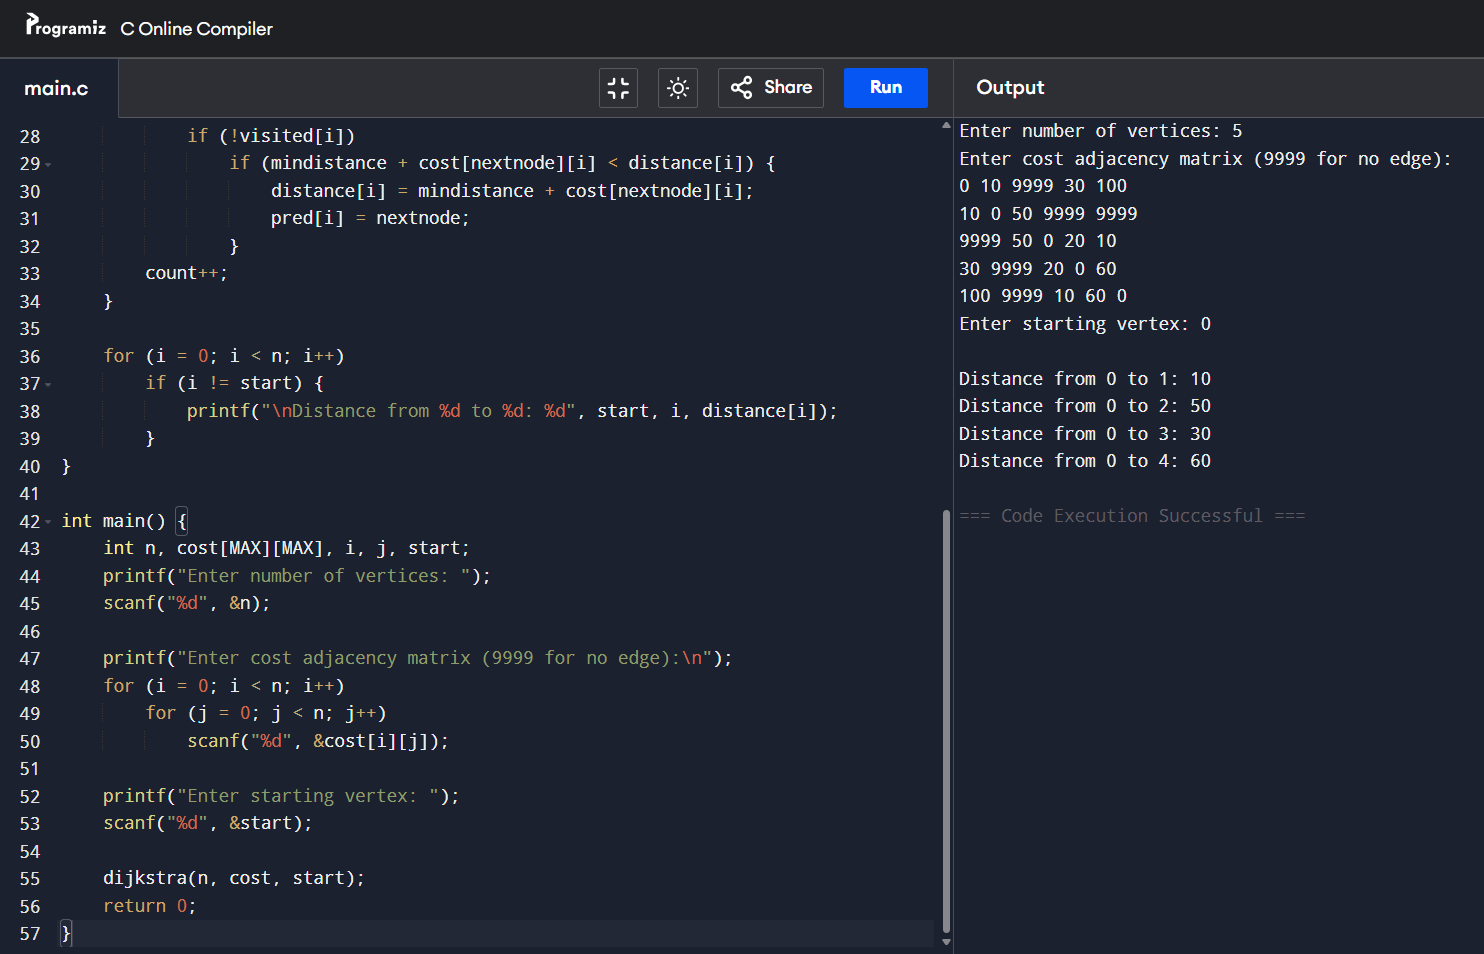 Programiz C Online Compiler
main.c Share Run Output
28 if (!visited[i])
29 if (mindistance + cost[nextnode][i] < distance[i]) {
30 distance[i] = mindistance + cost[nextnode][i];
31 pred[i] = nextnode;
32 }
33 count++;
34 }
35
36 for (i = 0; i < n; i++)
37 if (i != start) {
38 printf("\nDistance from %d to %d: %d", start, i, distance[i]);
39 }
40 }
41
42 int main() {
43 int n, cost[MAX][MAX], i, j, start;
44 printf("Enter number of vertices: ");
45 scanf("%d", &n);
46
47 printf("Enter cost adjacency matrix (9999 for no edge):\n");
48 for (i = 0; i < n; i++)
49 for (j = 0; j < n; j++)
50 scanf("%d", &cost[i][j]);
51
52 printf("Enter starting vertex: ");
53 scanf("%d", &start);
54
55 dijkstra(n, cost, start);
56 return 0;
57 }
Enter number of vertices: 5
Enter cost adjacency matrix (9999 for no edge):
0 10 9999 30 100
10 0 50 9999 9999
9999 50 0 20 10
30 9999 20 0 60
100 9999 10 60 0
Enter starting vertex: 0
Distance from 0 to 1: 10
Distance from 0 to 2: 50
Distance from 0 to 3: 30
Distance from 0 to 4: 60
=== Code Execution Successful ===